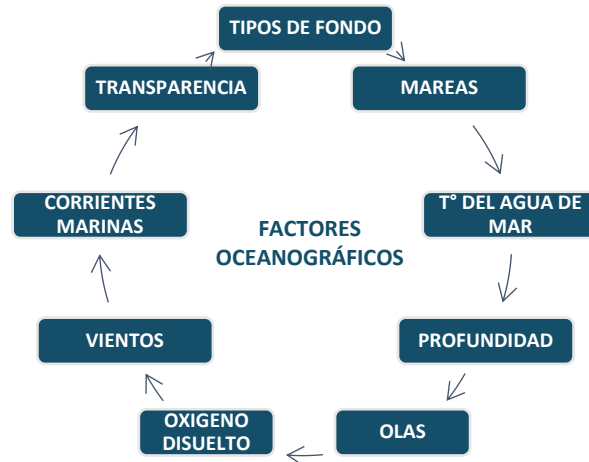 TIPOS DE FONDO
MAREAS
T° DEL AGUA DE
MAR
PROFUNDIDAD
OLAS
OXIGENO
DISUELTO
VIENTOS
CORRIENTES
MARINAS
TRANSPARENCIA
FACTORES
OCEANOGRÁFICOS